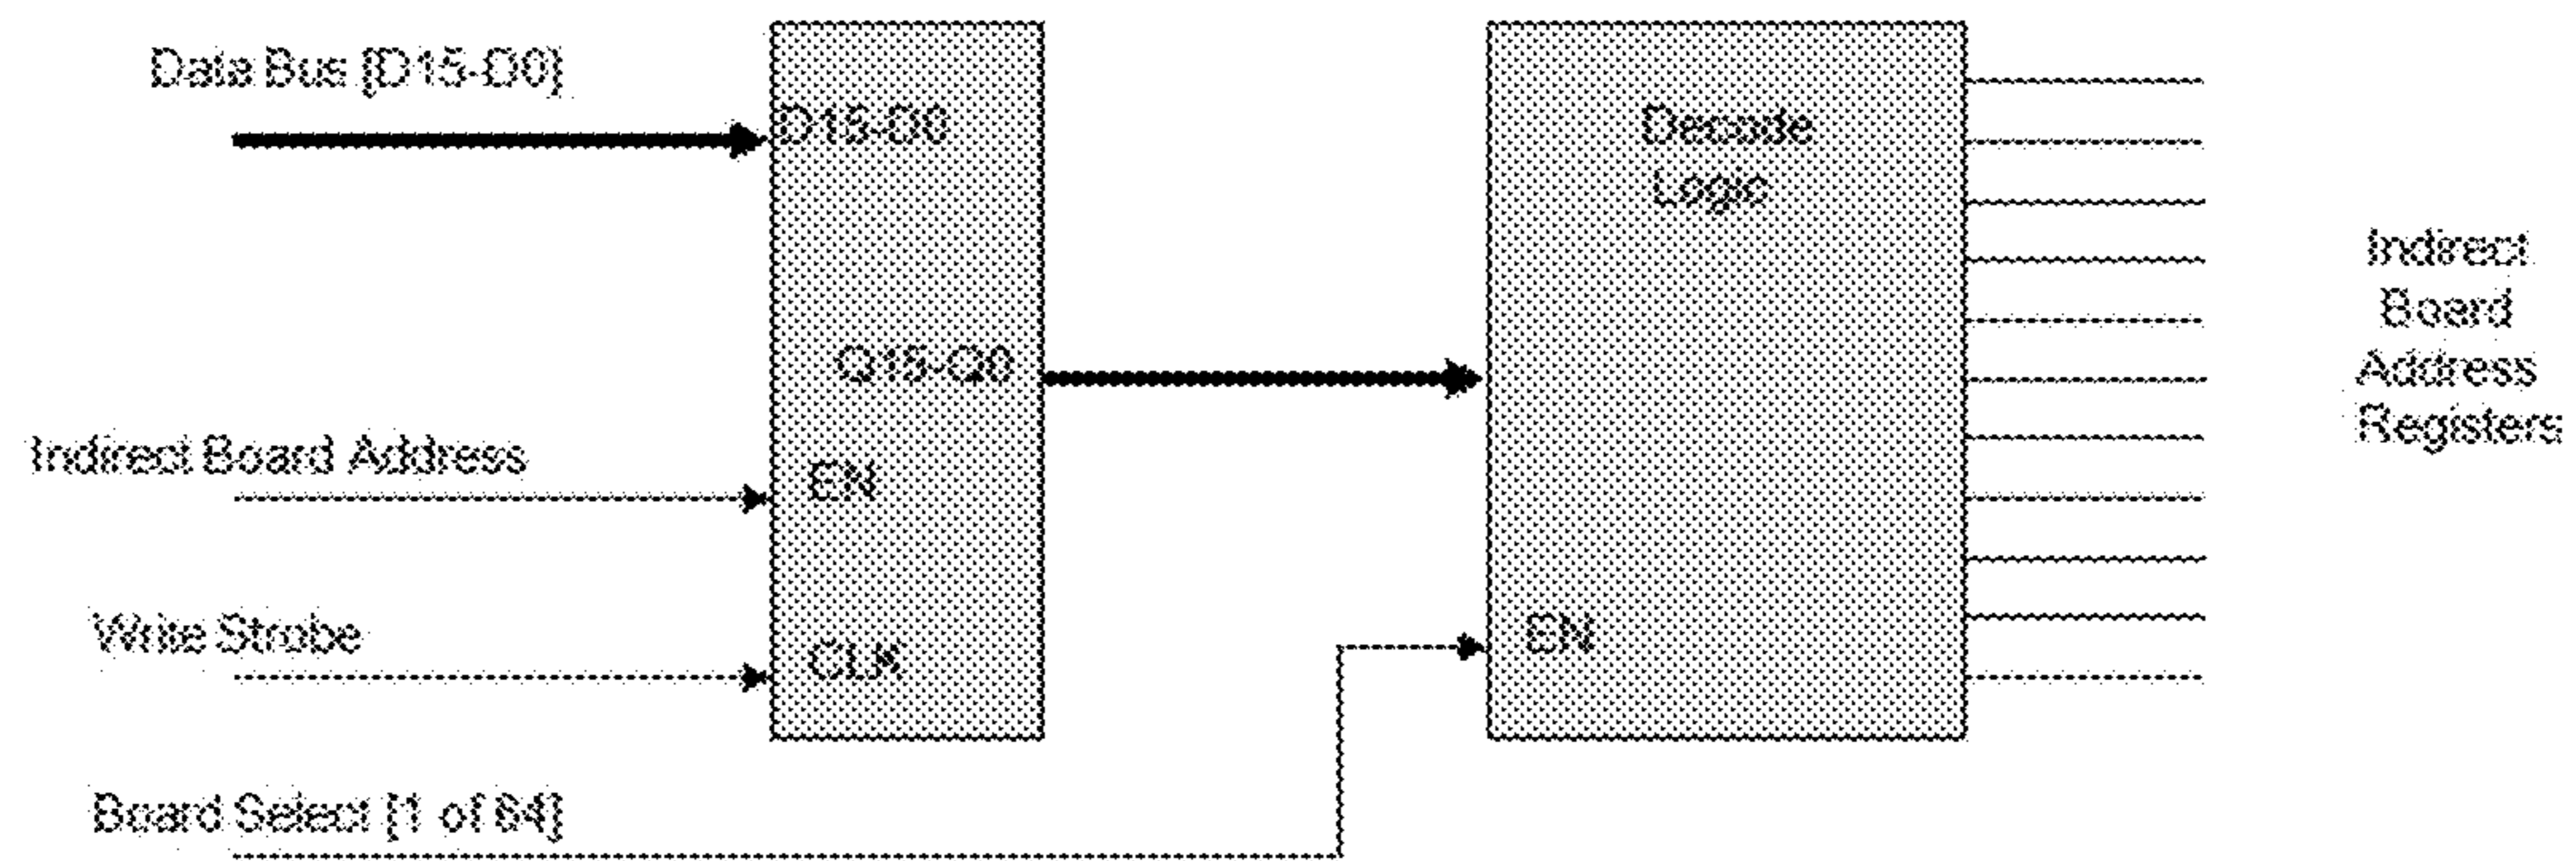 Data Bus [D15-D0]
D15-D0
Decode
Logic
Indirect
Board
Address
Registers
Q15-Q0
Indirect Board Address
EN
Write Strobe
CLK
EN
Board Select [1 of 64]